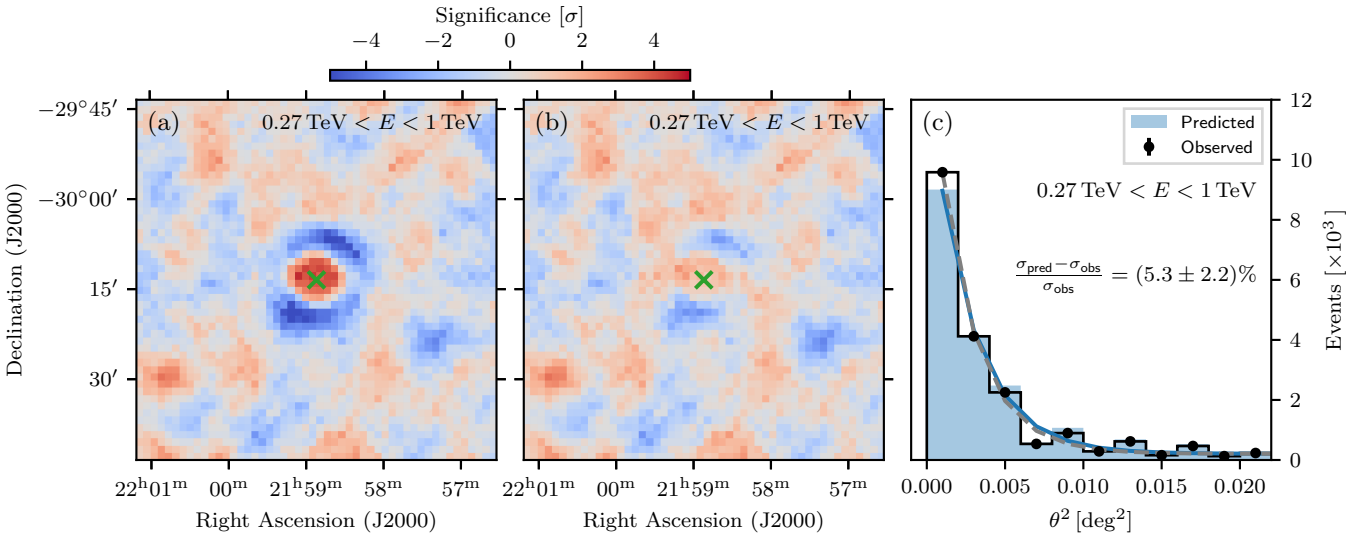 Significance [σ]
−4 −2 0 2 4
(a) 0.27 TeV < E < 1 TeV
(b) 0.27 TeV < E < 1 TeV
(c)
Predicted
Observed
0.27 TeV < E < 1 TeV
(σpred−σobs)/σobs = (5.3 ± 2.2)%
−29°45′
−30°00′
15′
30′
Declination (J2000)
12
10
8
6
4
2
0
Events [×10³]
22ʰ01ᵐ 00ᵐ 21ʰ59ᵐ 58ᵐ 57ᵐ
22ʰ01ᵐ 00ᵐ 21ʰ59ᵐ 58ᵐ 57ᵐ
0.000 0.005 0.010 0.015 0.020
Right Ascension (J2000)
Right Ascension (J2000)
θ² [deg²]